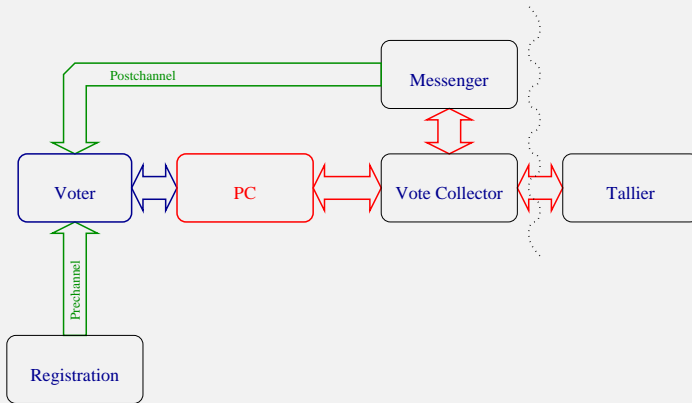 Postchannel
Messenger
Voter
PC
Vote Collector
Tallier
Prechannel
Registration